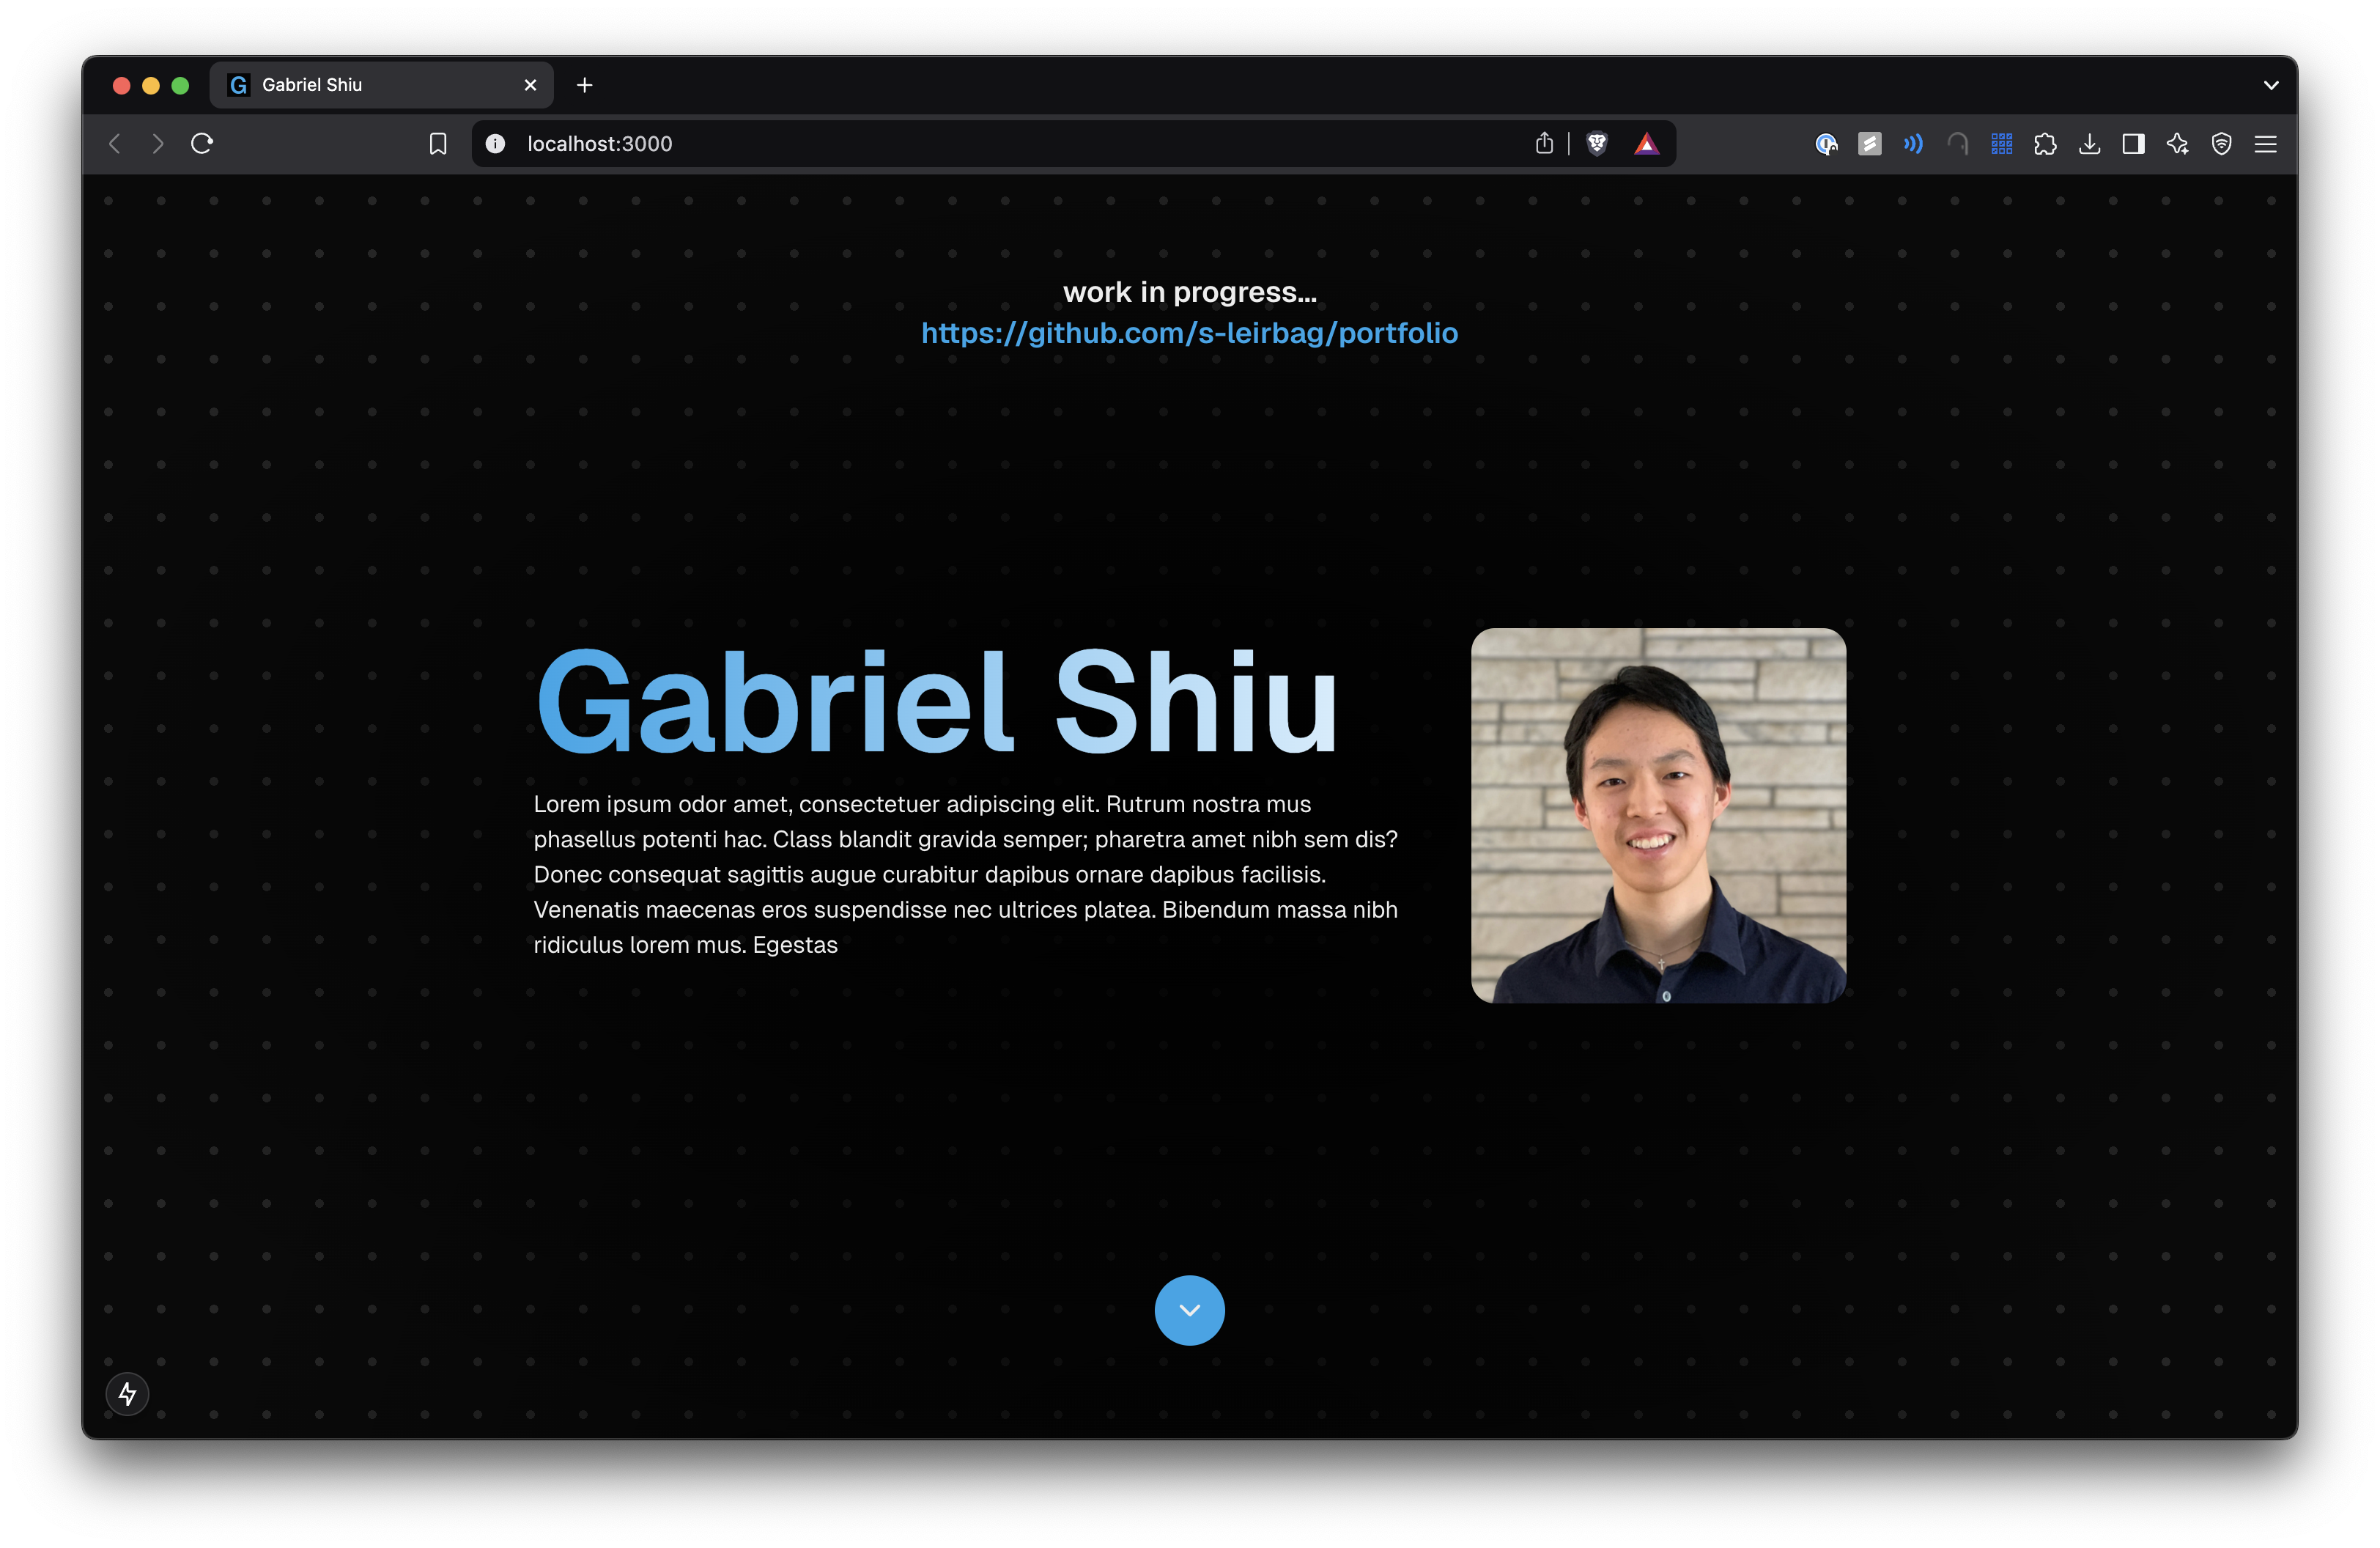 G Gabriel Shiu
localhost:3000
work in progress...
https://github.com/s-leirbag/portfolio
Gabriel Shiu
Lorem ipsum odor amet, consectetuer adipiscing elit. Rutrum nostra mus
phasellus potenti hac. Class blandit gravida semper; pharetra amet nibh sem dis?
Donec consequat sagittis augue curabitur dapibus ornare dapibus facilisis.
Venenatis maecenas eros suspendisse nec ultrices platea. Bibendum massa nibh
ridiculus lorem mus. Egestas